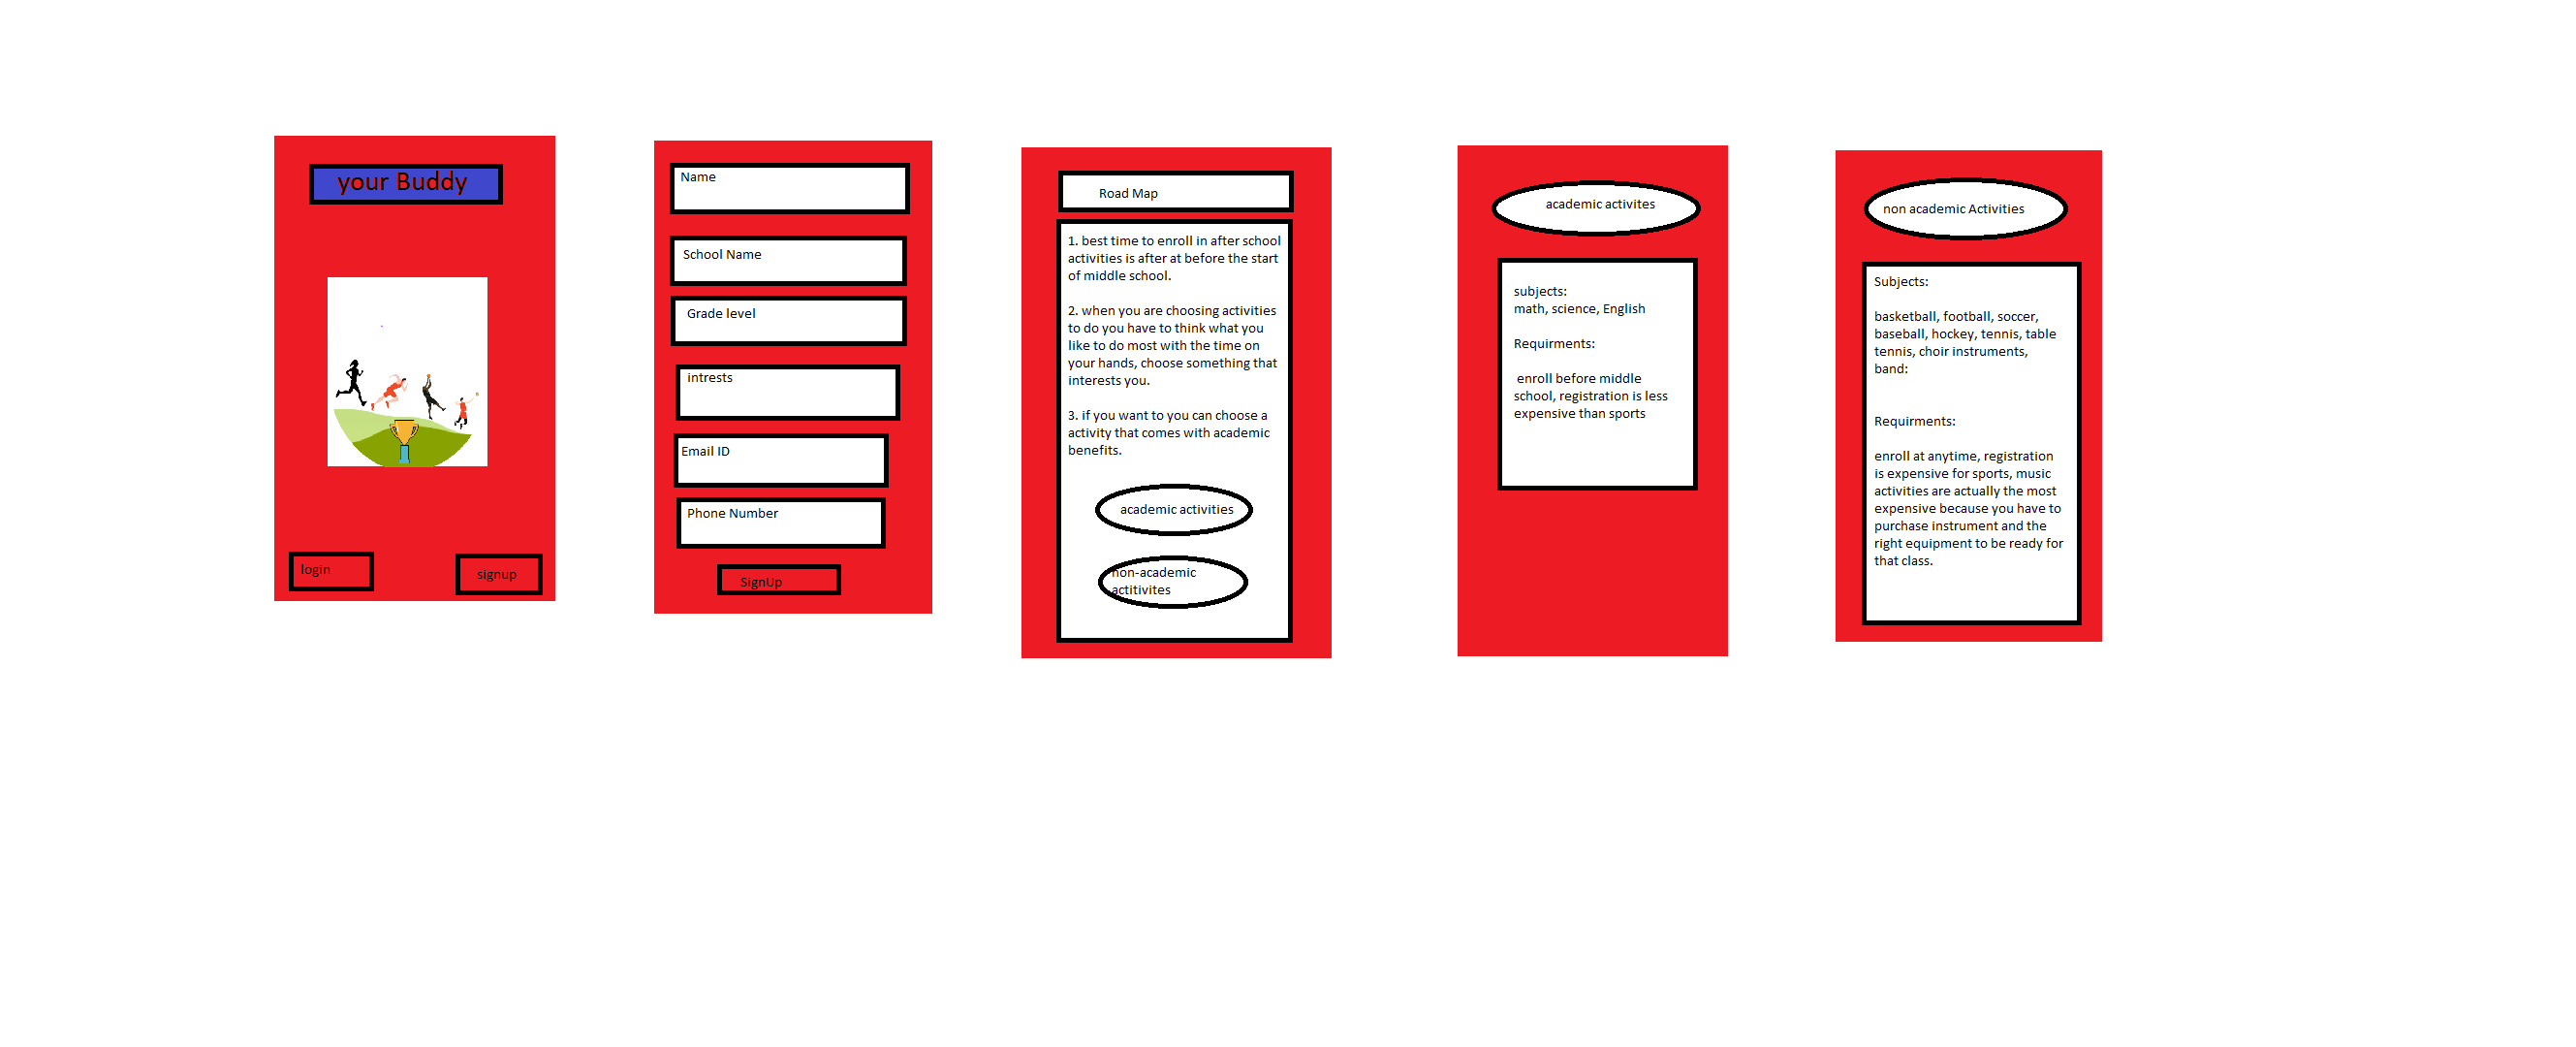 your Buddy
login
signup
Name
School Name
Grade level
intrests
Email ID
Phone Number
SignUp
Road Map
1. best time to enroll in after school
activities is after at before the start
of middle school.
2. when you are choosing activities
to do you have to think what you
like to do most with the time on
your hands, choose something that
interests you.
3. if you want to you can choose a
activity that comes with academic
benefits.
academic activities
non-academic
actitivites
academic activites
subjects:
math, science, English
Requirments:
enroll before middle
school, registration is less
expensive than sports
non academic Activities
Subjects:
basketball, football, soccer,
baseball, hockey, tennis, table
tennis, choir instruments,
band:
Requirments:
enroll at anytime, registration
is expensive for sports, music
activities are actually the most
expensive because you have to
purchase instrument and the
right equipment to be ready for
that class.